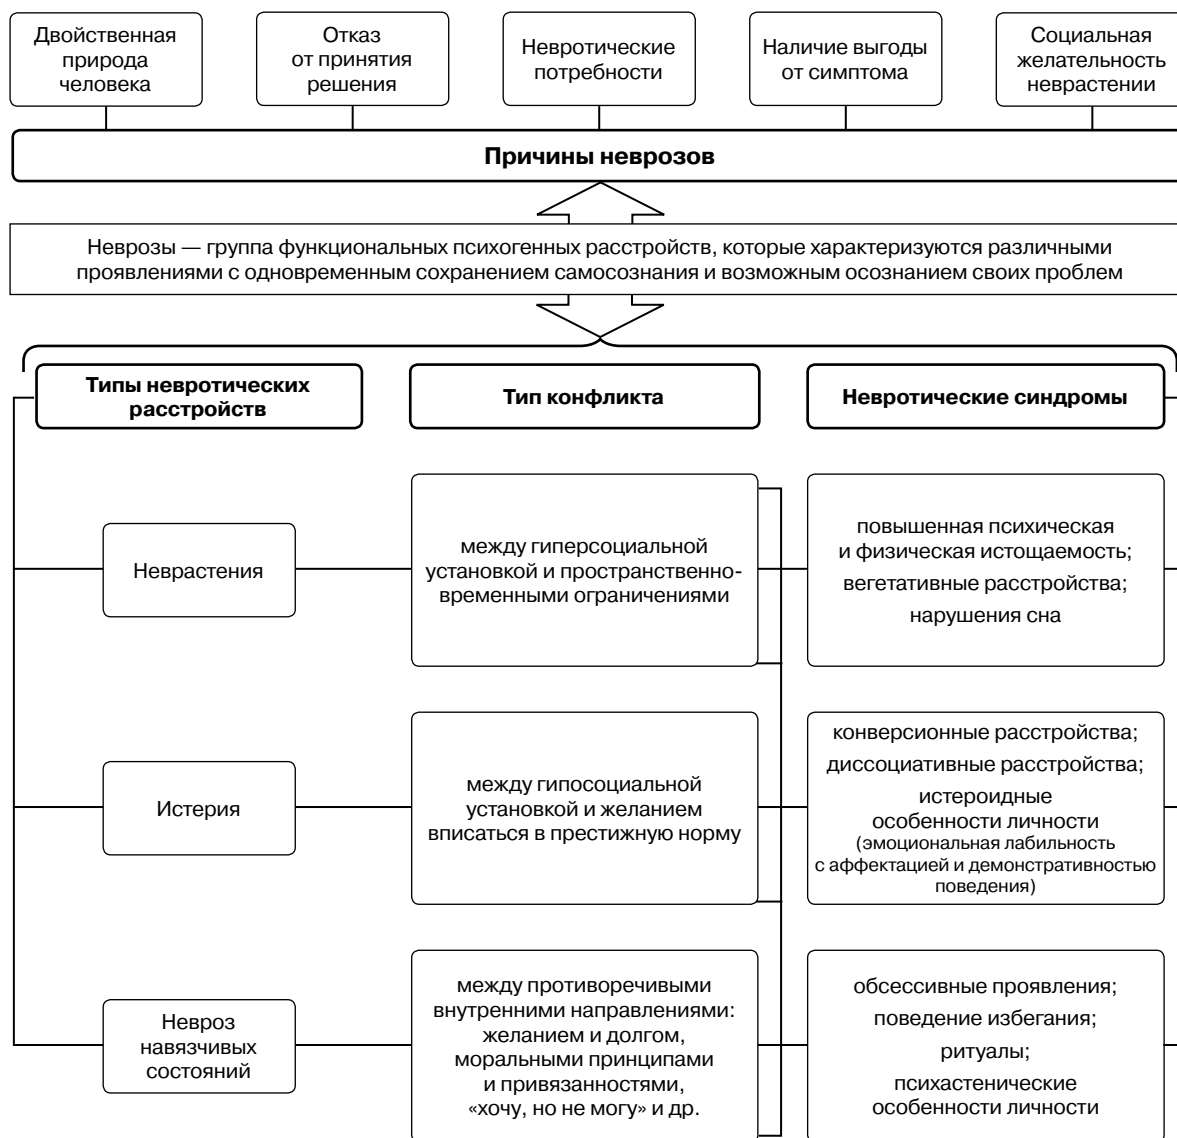 Двойственная
природа
человека
Отказ
от принятия
решения
Невротические
потребности
Наличие выгоды
от симптома
Социальная
желательность
неврастении
Причины неврозов
Неврозы — группа функциональных психогенных расстройств, которые характеризуются различными
проявлениями с одновременным сохранением самосознания и возможным осознанием своих проблем
Типы невротических
расстройств
Тип конфликта
Невротические синдромы
Неврастения
между гиперсоциальной
установкой и пространственно-
временными ограничениями
повышенная психическая
и физическая истощаемость;
вегетативные расстройства;
нарушения сна
Истерия
между гипосоциальной
установкой и желанием
вписаться в престижную норму
конверсионные расстройства;
диссоциативные расстройства;
истероидные
особенности личности
(эмоциональная лабильность
с аффектацией и демонстративностью
поведения)
Невроз
навязчивых
состояний
между противоречивыми
внутренними направлениями:
желанием и долгом,
моральными принципами
и привязанностями,
«хочу, но не могу» и др.
обсессивные проявления;
поведение избегания;
ритуалы;
психастенические
особенности личности